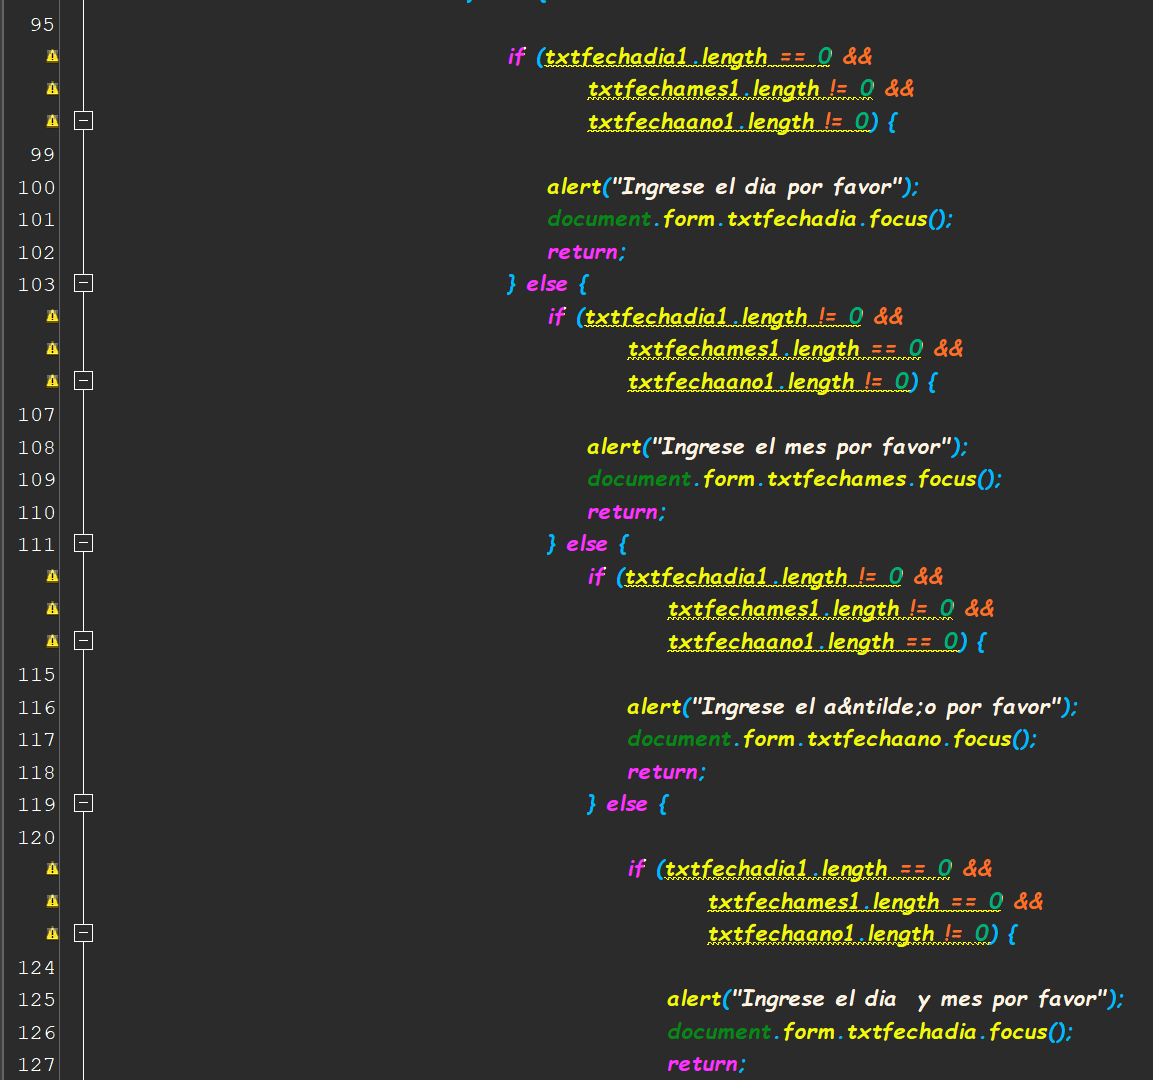 95
if (txtfechadia1.length == 0 &&
txtfechames1.length != 0 &&
txtfechaano1.length != 0) {
99
100 alert("Ingrese el dia por favor");
101 document.form.txtfechadia.focus();
102 return;
103 } else {
if (txtfechadia1.length != 0 &&
txtfechames1.length == 0 &&
txtfechaano1.length != 0) {
107
108 alert("Ingrese el mes por favor");
109 document.form.txtfechames.focus();
110 return;
111 } else {
if (txtfechadia1.length != 0 &&
txtfechames1.length != 0 &&
txtfechaano1.length == 0) {
115
116 alert("Ingrese el a&ntilde;o por favor");
117 document.form.txtfechaano.focus();
118 return;
119 } else {
120
if (txtfechadia1.length == 0 &&
txtfechames1.length == 0 &&
txtfechaano1.length != 0) {
124
125 alert("Ingrese el dia  y mes por favor");
126 document.form.txtfechadia.focus();
127 return;